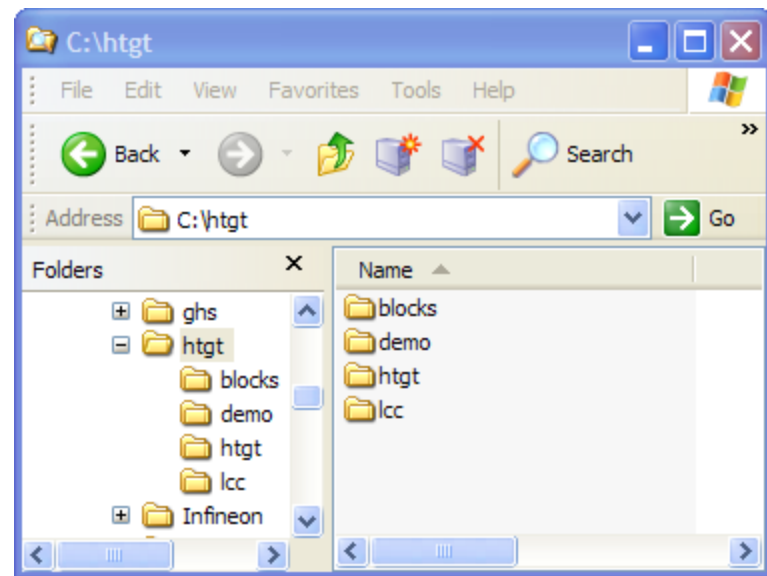 C:\htgt
File Edit View Favorites Tools Help
Back Search »
Address C:\htgt Go
Folders
Name
ghs
htgt
blocks
demo
htgt
lcc
Infineon
blocks
demo
htgt
lcc